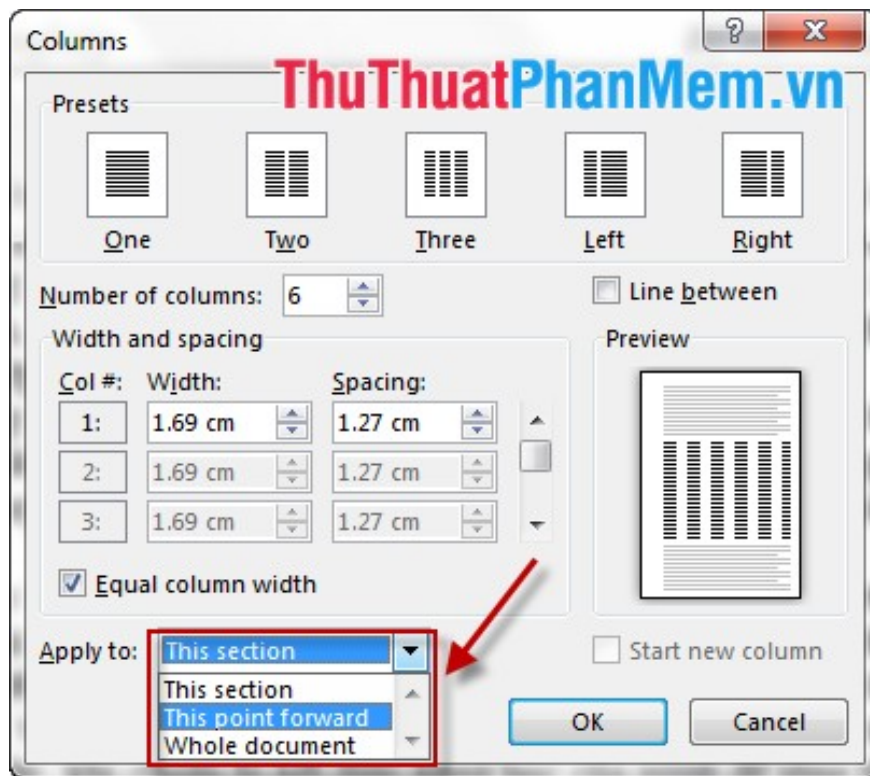 Columns
ThuThuatPhanMem.vn
Presets
One Two Three Left Right
Number of columns: 6
Line between
Width and spacing
Preview
Col #: Width: Spacing:
1: 1.69 cm 1.27 cm
2: 1.69 cm 1.27 cm
3: 1.69 cm 1.27 cm
Equal column width
Apply to: This section
Start new column
This section
This point forward
Whole document
OK Cancel